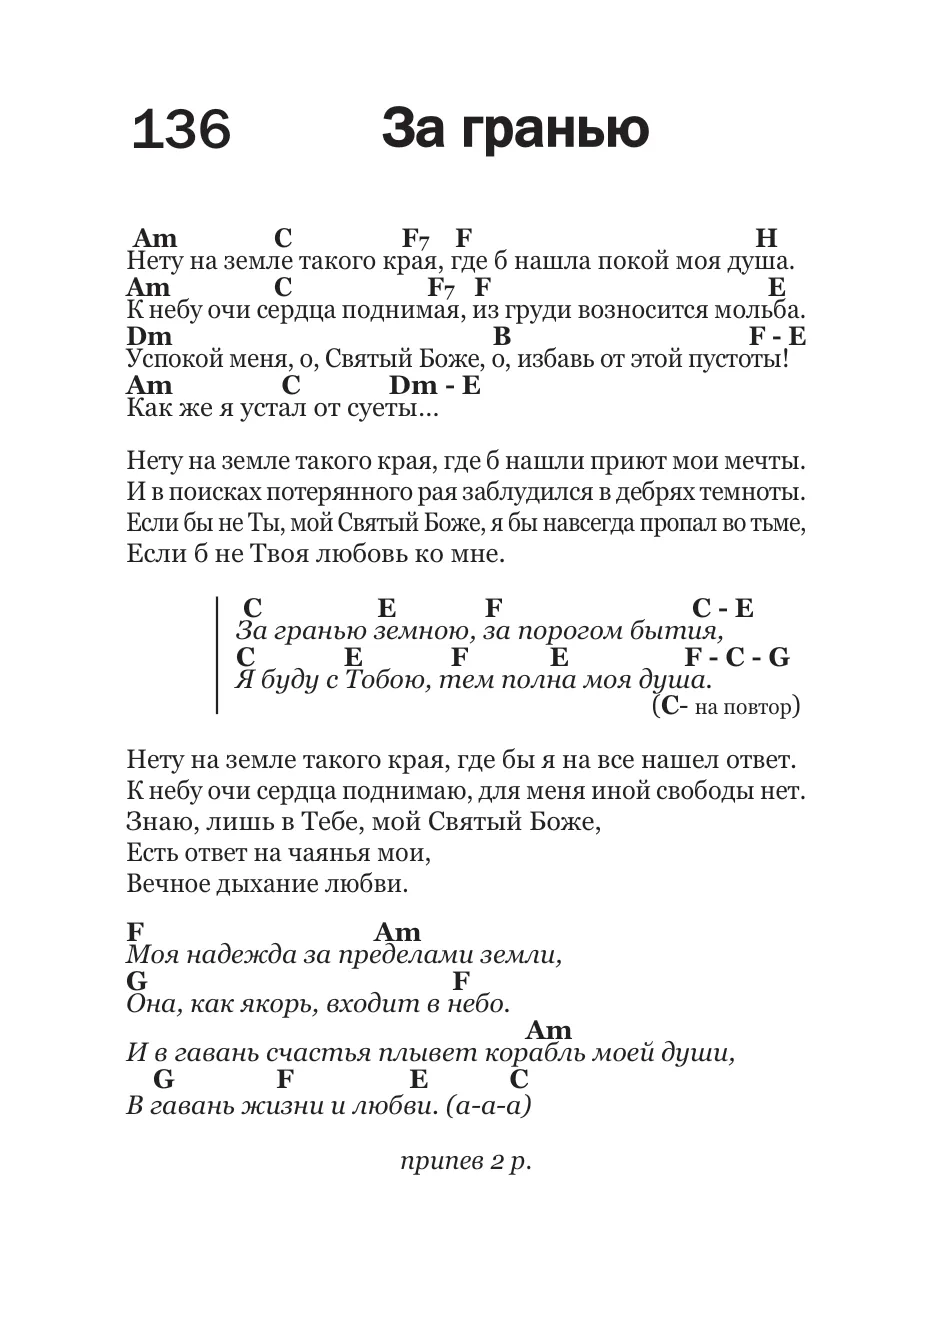 136 За гранью
Am C F7 F H
Нету на земле такого края, где б нашла покой моя душа.
Am C F7 F E
К небу очи сердца поднимая, из груди возносится мольба.
Dm B F - E
Успокой меня, о, Святый Боже, о, избавь от этой пустоты!
Am C Dm - E
Как же я устал от суеты...
Нету на земле такого края, где б нашли приют мои мечты.
И в поисках потерянного рая заблудился в дебрях темноты.
Если бы не Ты, мой Святый Боже, я бы навсегда пропал во тьме,
Если б не Твоя любовь ко мне.
C E F C - E
За гранью земною, за порогом бытия,
C E F E F - C - G
Я буду с Тобою, тем полна моя душа.
(C- на повтор)
Нету на земле такого края, где бы я на все нашел ответ.
К небу очи сердца поднимаю, для меня иной свободы нет.
Знаю, лишь в Тебе, мой Святый Боже,
Есть ответ на чаянья мои,
Вечное дыхание любви.
F Am
Моя надежда за пределами земли,
G F
Она, как якорь, входит в небо.
Am
И в гавань счастья плывет корабль моей души,
G F E C
В гавань жизни и любви. (а-а-а)
припев 2 р.